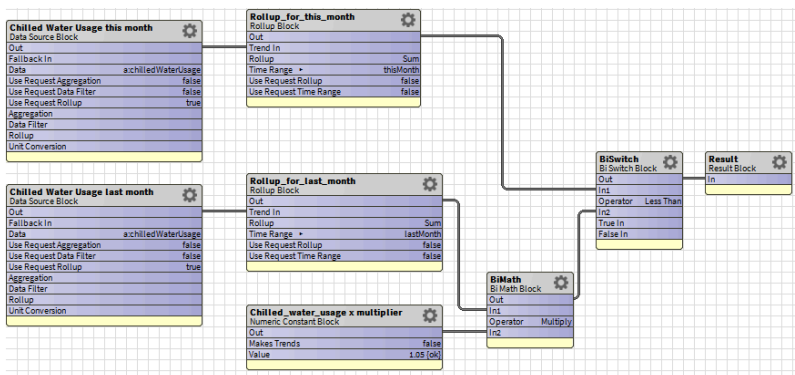 Chilled Water Usage this month
Data Source Block
Out
Fallback In
Data a:chilledWaterUsage
Use Request Aggregation false
Use Request Data Filter false
Use Request Rollup true
Aggregation
Data Filter
Rollup
Unit Conversion
Rollup_for_this_month
Rollup Block
Out
Trend In
Rollup Sum
Time Range ‣ thisMonth
Use Request Rollup false
Use Request Time Range false
Chilled Water Usage last month
Data Source Block
Out
Fallback In
Data a:chilledWaterUsage
Use Request Aggregation false
Use Request Data Filter false
Use Request Rollup true
Aggregation
Data Filter
Rollup
Unit Conversion
Rollup_for_last_month
Rollup Block
Out
Trend In
Rollup Sum
Time Range ‣ lastMonth
Use Request Rollup false
Use Request Time Range false
Chilled_water_usage x multiplier
Numeric Constant Block
Out
Makes Trends false
Value 1.05 {ok}
BiMath
Bi Math Block
Out
In1
Operator Multiply
In2
BiSwitch
Bi Switch Block
Out
In1
Operator Less Than
In2
True In
False In
Result
Result Block
In